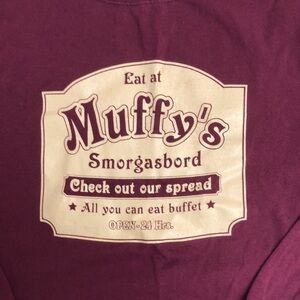 Eat at
Muffy's
Smorgasbord
Check out our spread
★ All you can eat buffet ★
OPEN-24 Hrs.